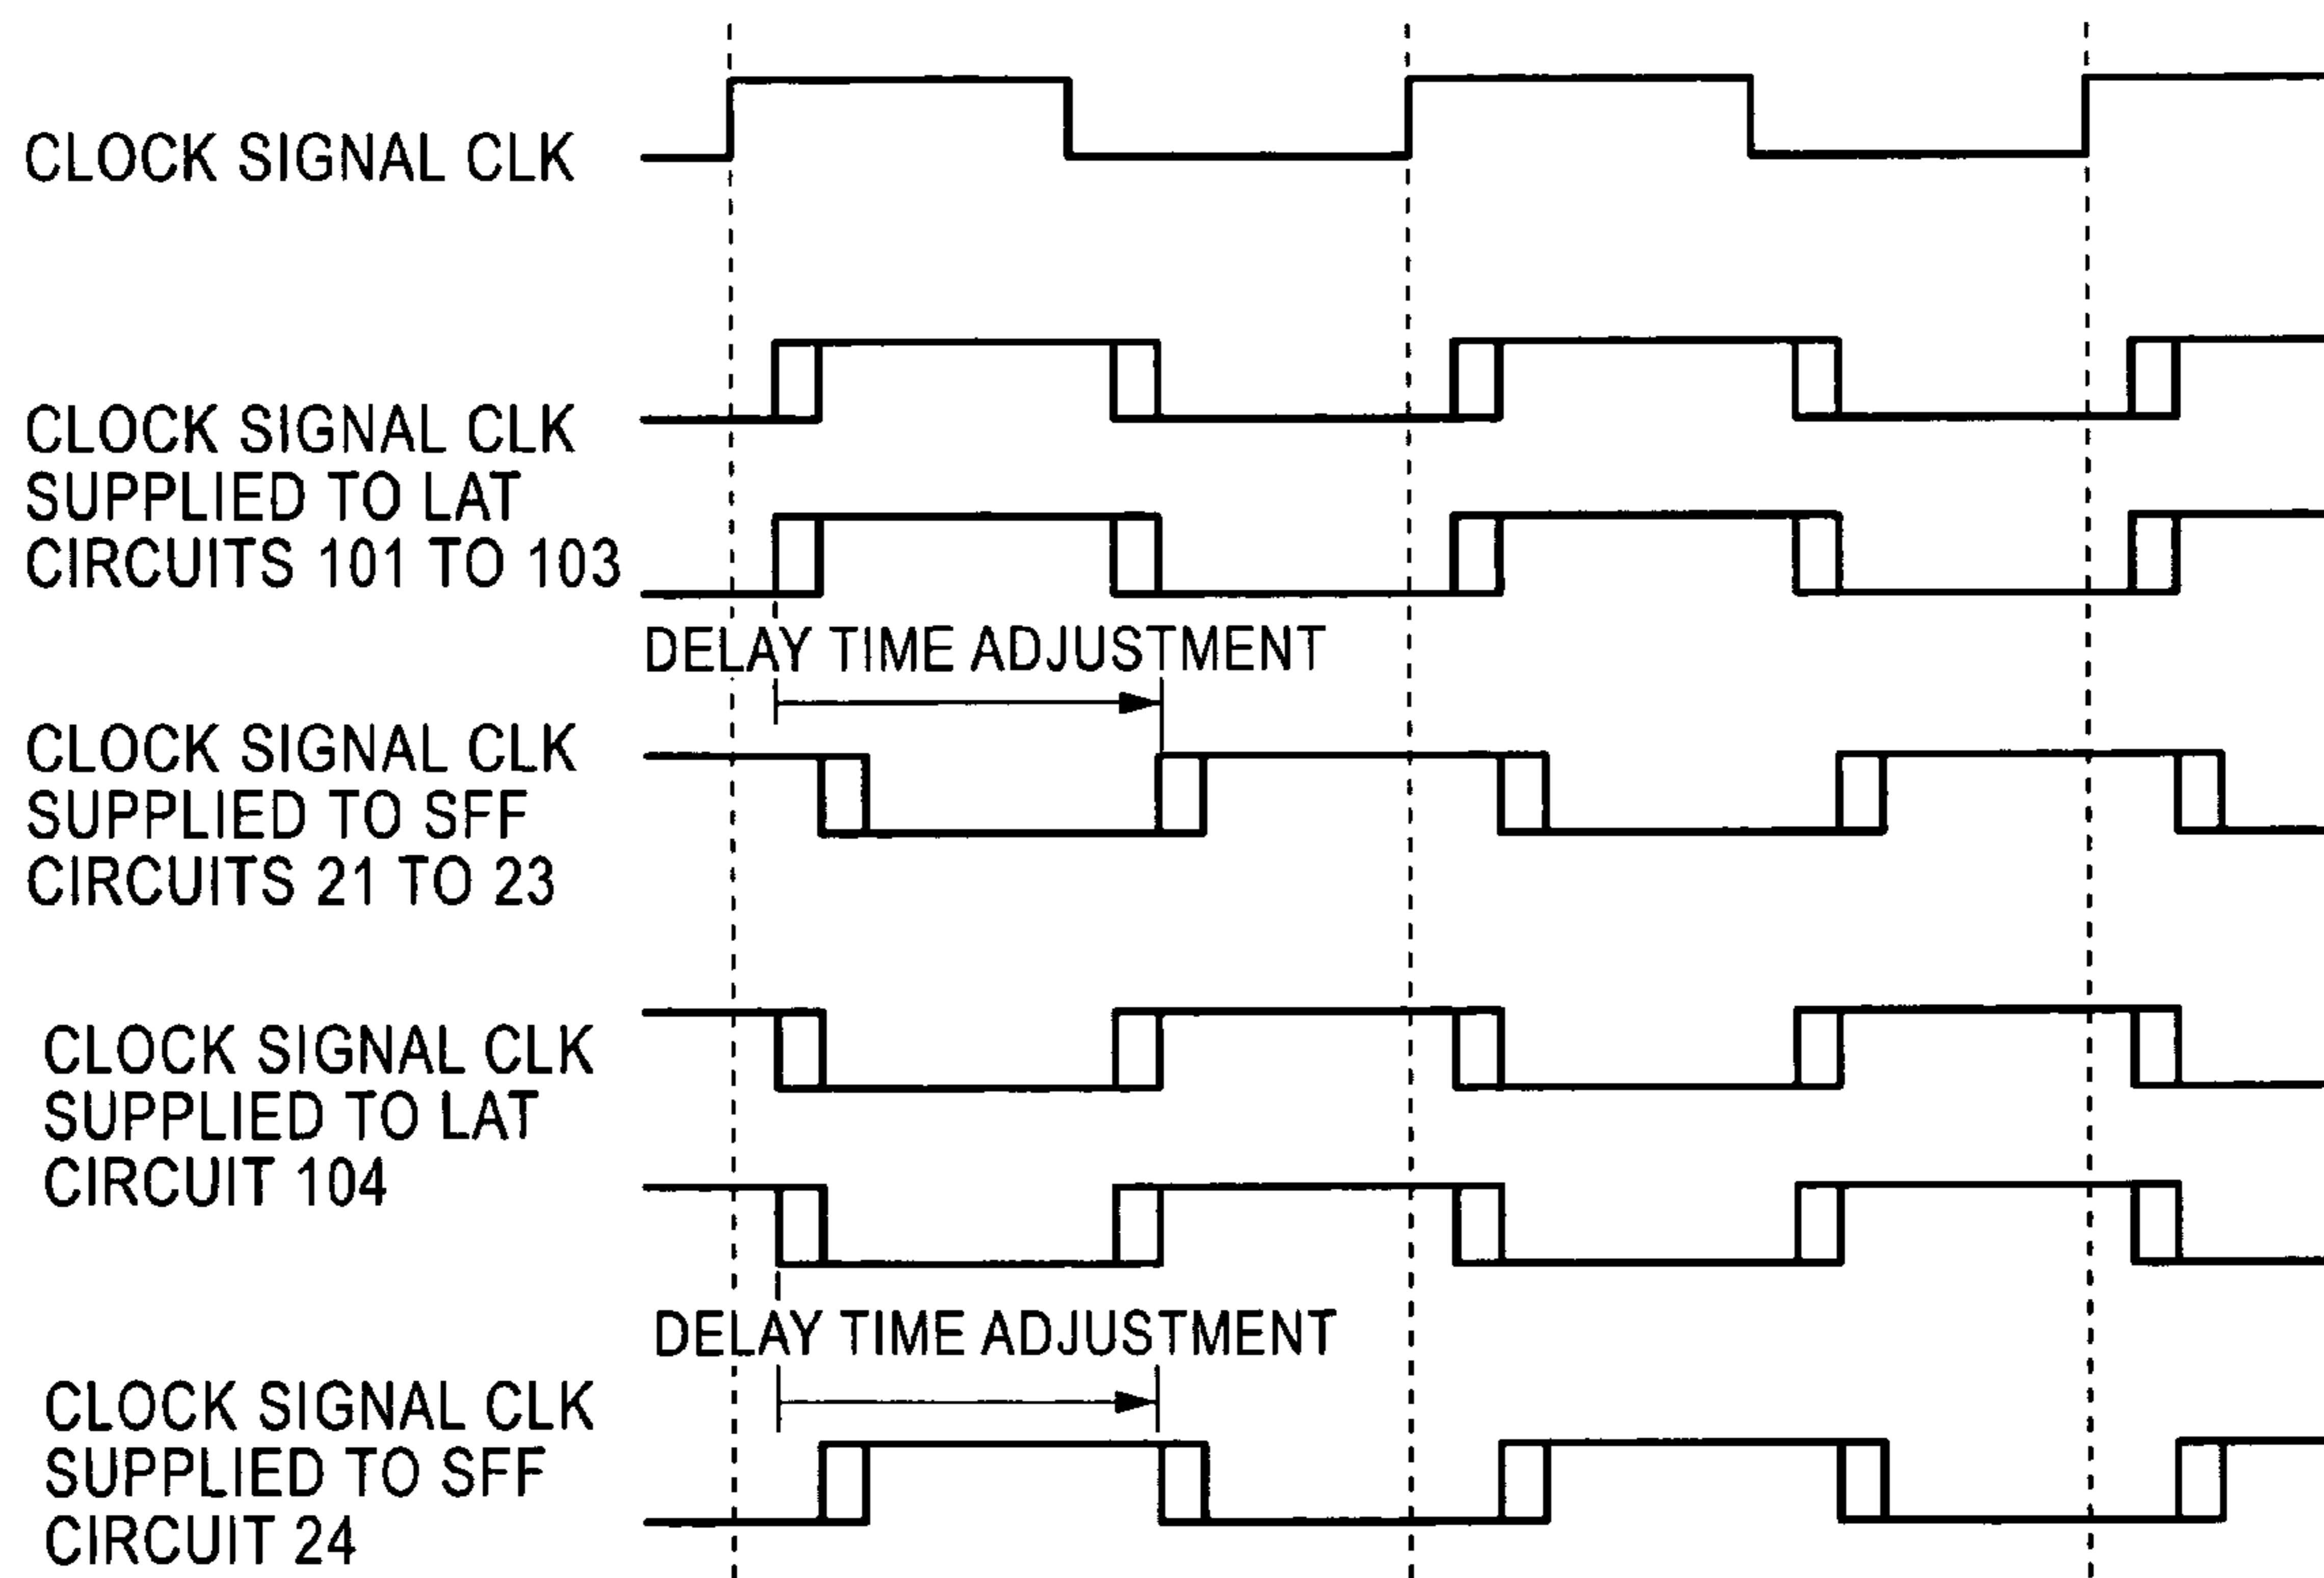 CLOCK SIGNAL CLK
CLOCK SIGNAL CLK
SUPPLIED TO LAT
CIRCUITS 101 TO 103
DELAY TIME ADJUSTMENT
CLOCK SIGNAL CLK
SUPPLIED TO SFF
CIRCUITS 21 TO 23
CLOCK SIGNAL CLK
SUPPLIED TO LAT
CIRCUIT 104
DELAY TIME ADJUSTMENT
CLOCK SIGNAL CLK
SUPPLIED TO SFF
CIRCUIT 24